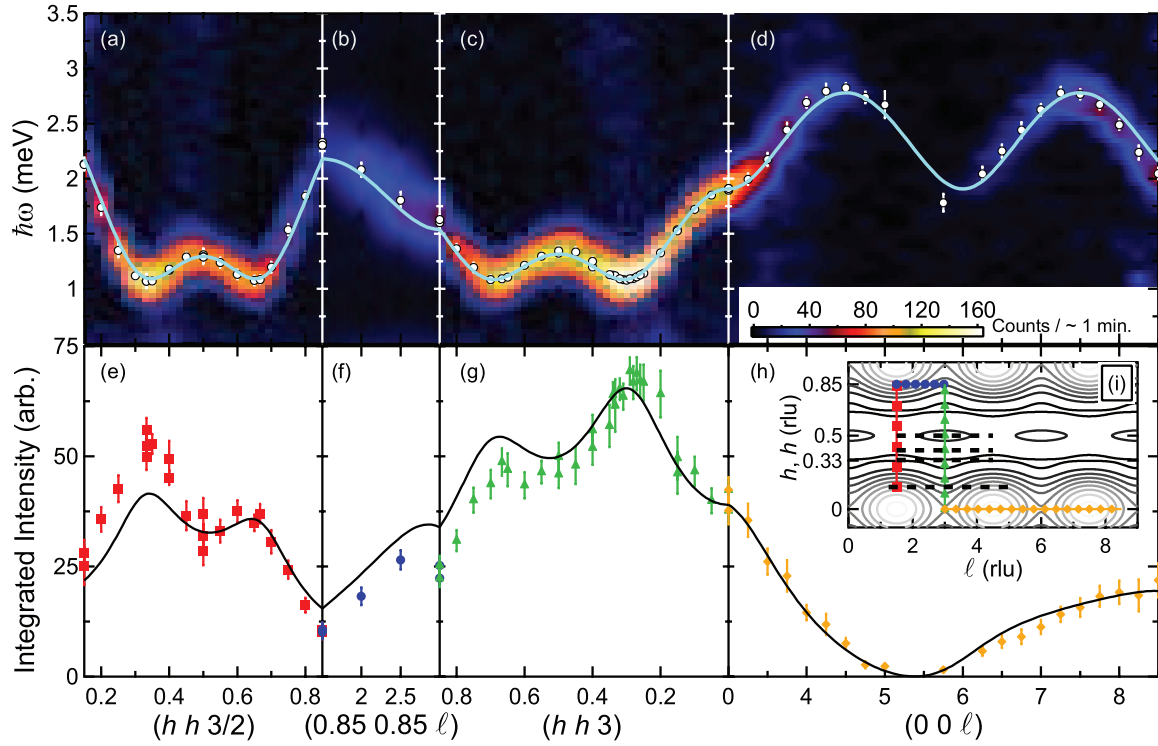 (a) (b) (c) (d)
3.5
3
2.5
2
1.5
1
ħω (meV)
0 40 80 120 160 Counts / ~ 1 min.
(e) (f) (g) (h) (i)
75
50
25
0
Integrated Intensity (arb.)
0.85
0.5
0.33
0
h, h (rlu)
0 2 4 6 8
ℓ (rlu)
0.2 0.4 0.6 0.8 2 2.5 0.8 0.6 0.4 0.2 0 4 5 6 7 8
(h h 3/2) (0.85 0.85 ℓ) (h h 3) (0 0 ℓ)